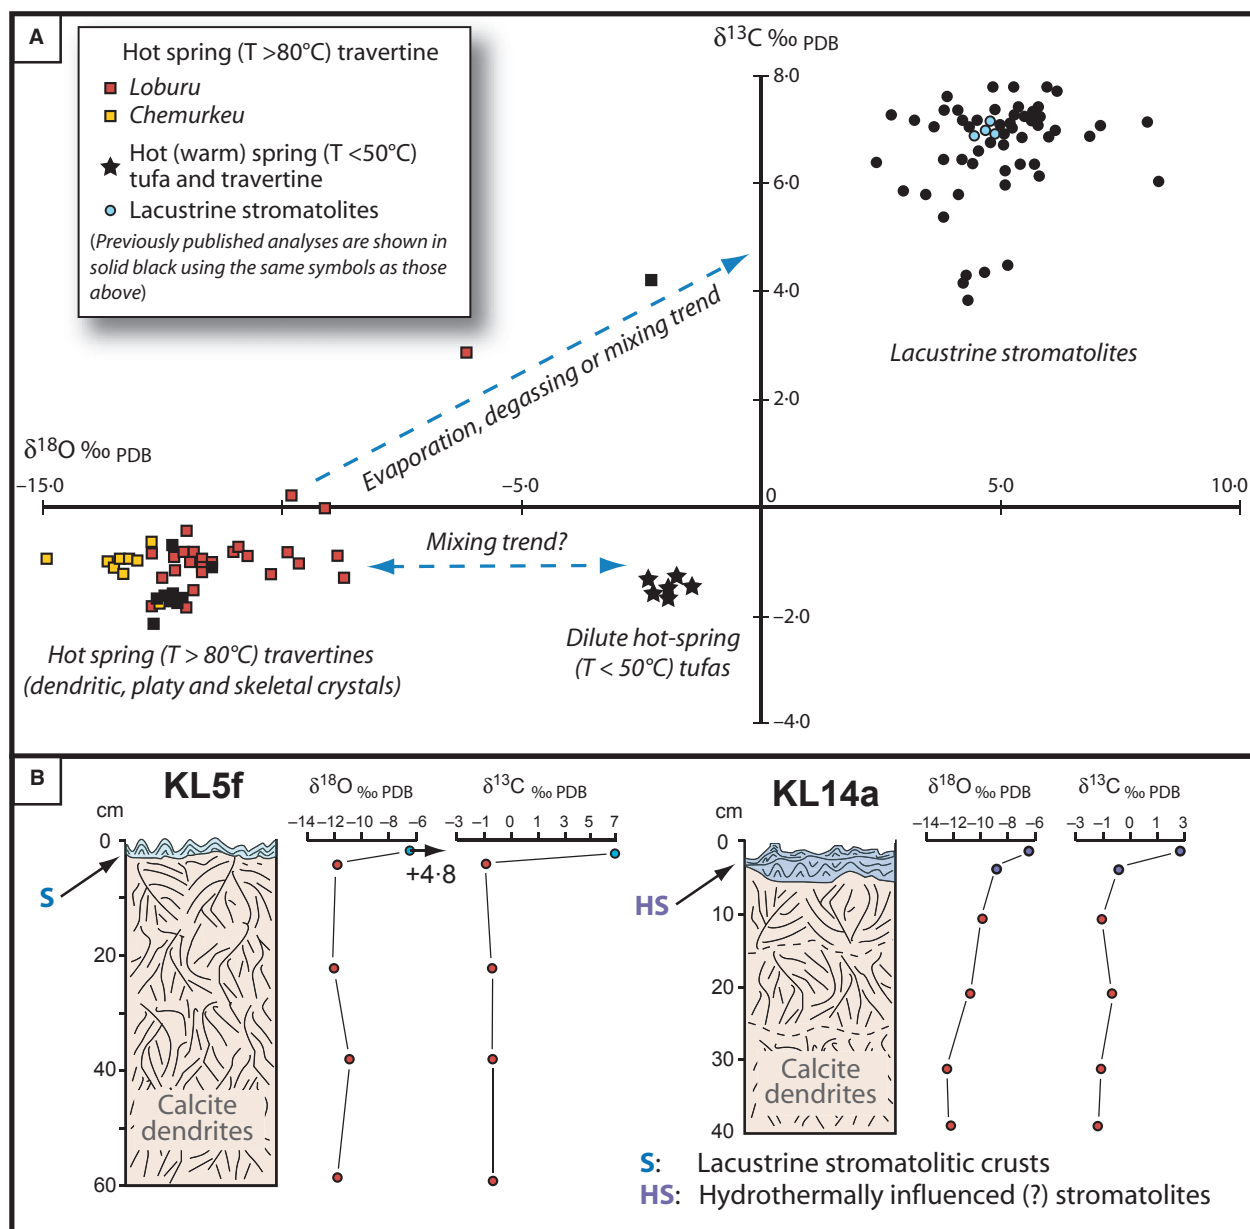 A
δ13C ‰ PDB
Hot spring (T >80°C) travertine
Loburu
Chemurkeu
Hot (warm) spring (T <50°C)
tufa and travertine
Lacustrine stromatolites
(Previously published analyses are shown in
solid black using the same symbols as those
above)
8·0
6·0
4·0
2·0
0
−2·0
−4·0
Lacustrine stromatolites
Evaporation, degassing or mixing trend
δ18O ‰ PDB
−15·0
−5·0
5·0
10·0
Mixing trend?
Hot spring (T > 80°C) travertines
(dendritic, platy and skeletal crystals)
Dilute hot-spring
(T < 50°C) tufas
B
KL5f
cm
0
20
40
60
S
Calcite
dendrites
δ18O ‰ PDB
−14 −12 −10 −8 −6
+4·8
δ13C ‰ PDB
−3 −1 0 1 3 5 7
KL14a
cm
0
10
20
30
40
HS
Calcite
dendrites
δ18O ‰ PDB
−14 −12 −10 −8 −6
δ13C ‰ PDB
−3 −1 0 1 3
S: Lacustrine stromatolitic crusts
HS: Hydrothermally influenced (?) stromatolites